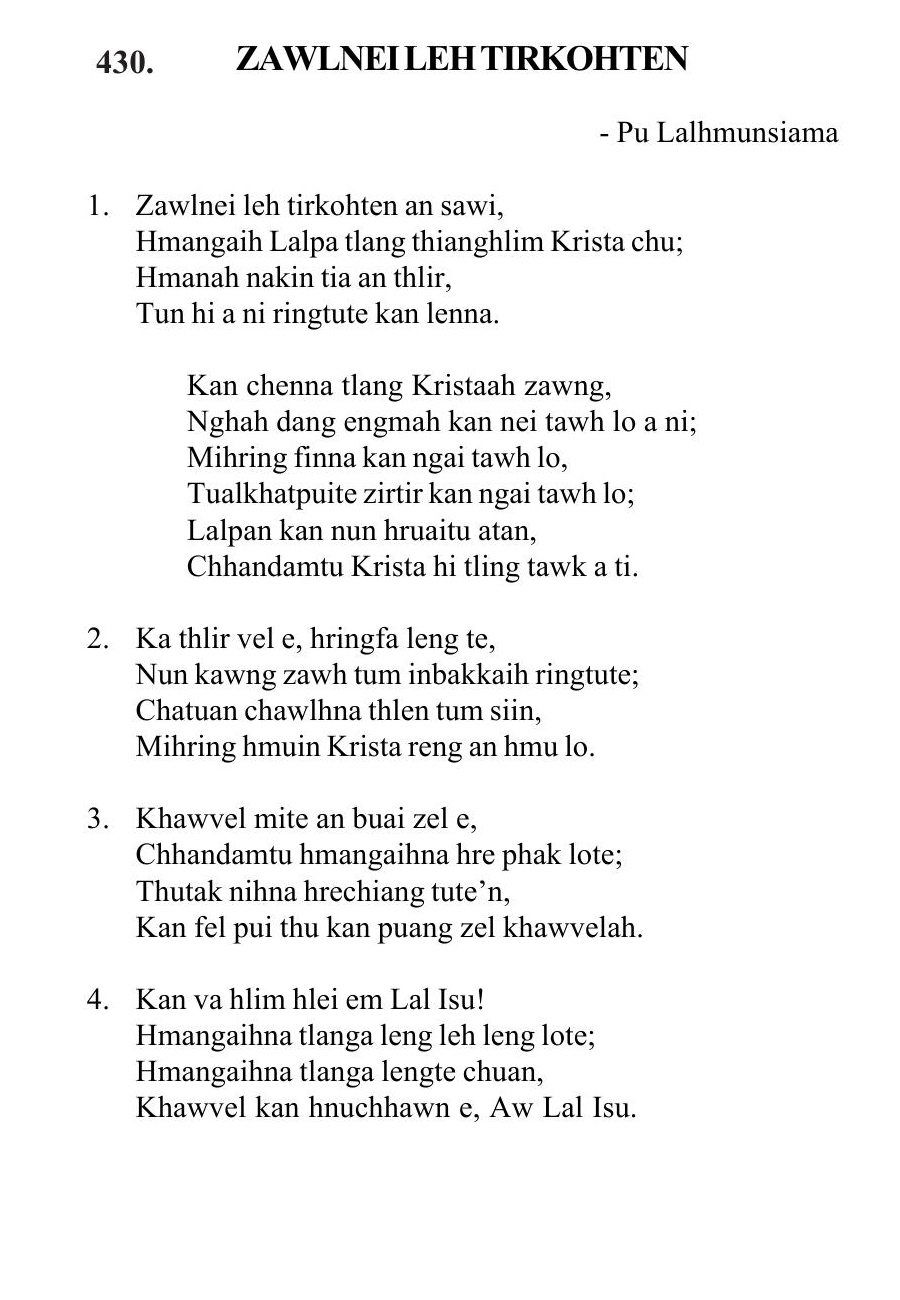 430. ZAWLNEI LEH TIRKOHTEN
- Pu Lalhmunsiama
1. Zawlnei leh tirkohten an sawi,
Hmangaih Lalpa tlang thianghlim Krista chu;
Hmanah nakin tia an thlir,
Tun hi a ni ringtute kan lenna.
Kan chenna tlang Kristaah zawng,
Nghah dang engmah kan nei tawh lo a ni;
Mihring finna kan ngai tawh lo,
Tualkhatpuite zirtir kan ngai tawh lo;
Lalpan kan nun hruaitu atan,
Chhandamtu Krista hi tling tawk a ti.
2. Ka thlir vel e, hringfa leng te,
Nun kawng zawh tum inbakkaih ringtute;
Chatuan chawlhna thlen tum siin,
Mihring hmuin Krista reng an hmu lo.
3. Khawvel mite an buai zel e,
Chhandamtu hmangaihna hre phak lote;
Thutak nihna hrechiang tute’n,
Kan fel pui thu kan puang zel khawvelah.
4. Kan va hlim hlei em Lal Isu!
Hmangaihna tlanga leng leh leng lote;
Hmangaihna tlanga lengte chuan,
Khawvel kan hnuchhawn e, Aw Lal Isu.